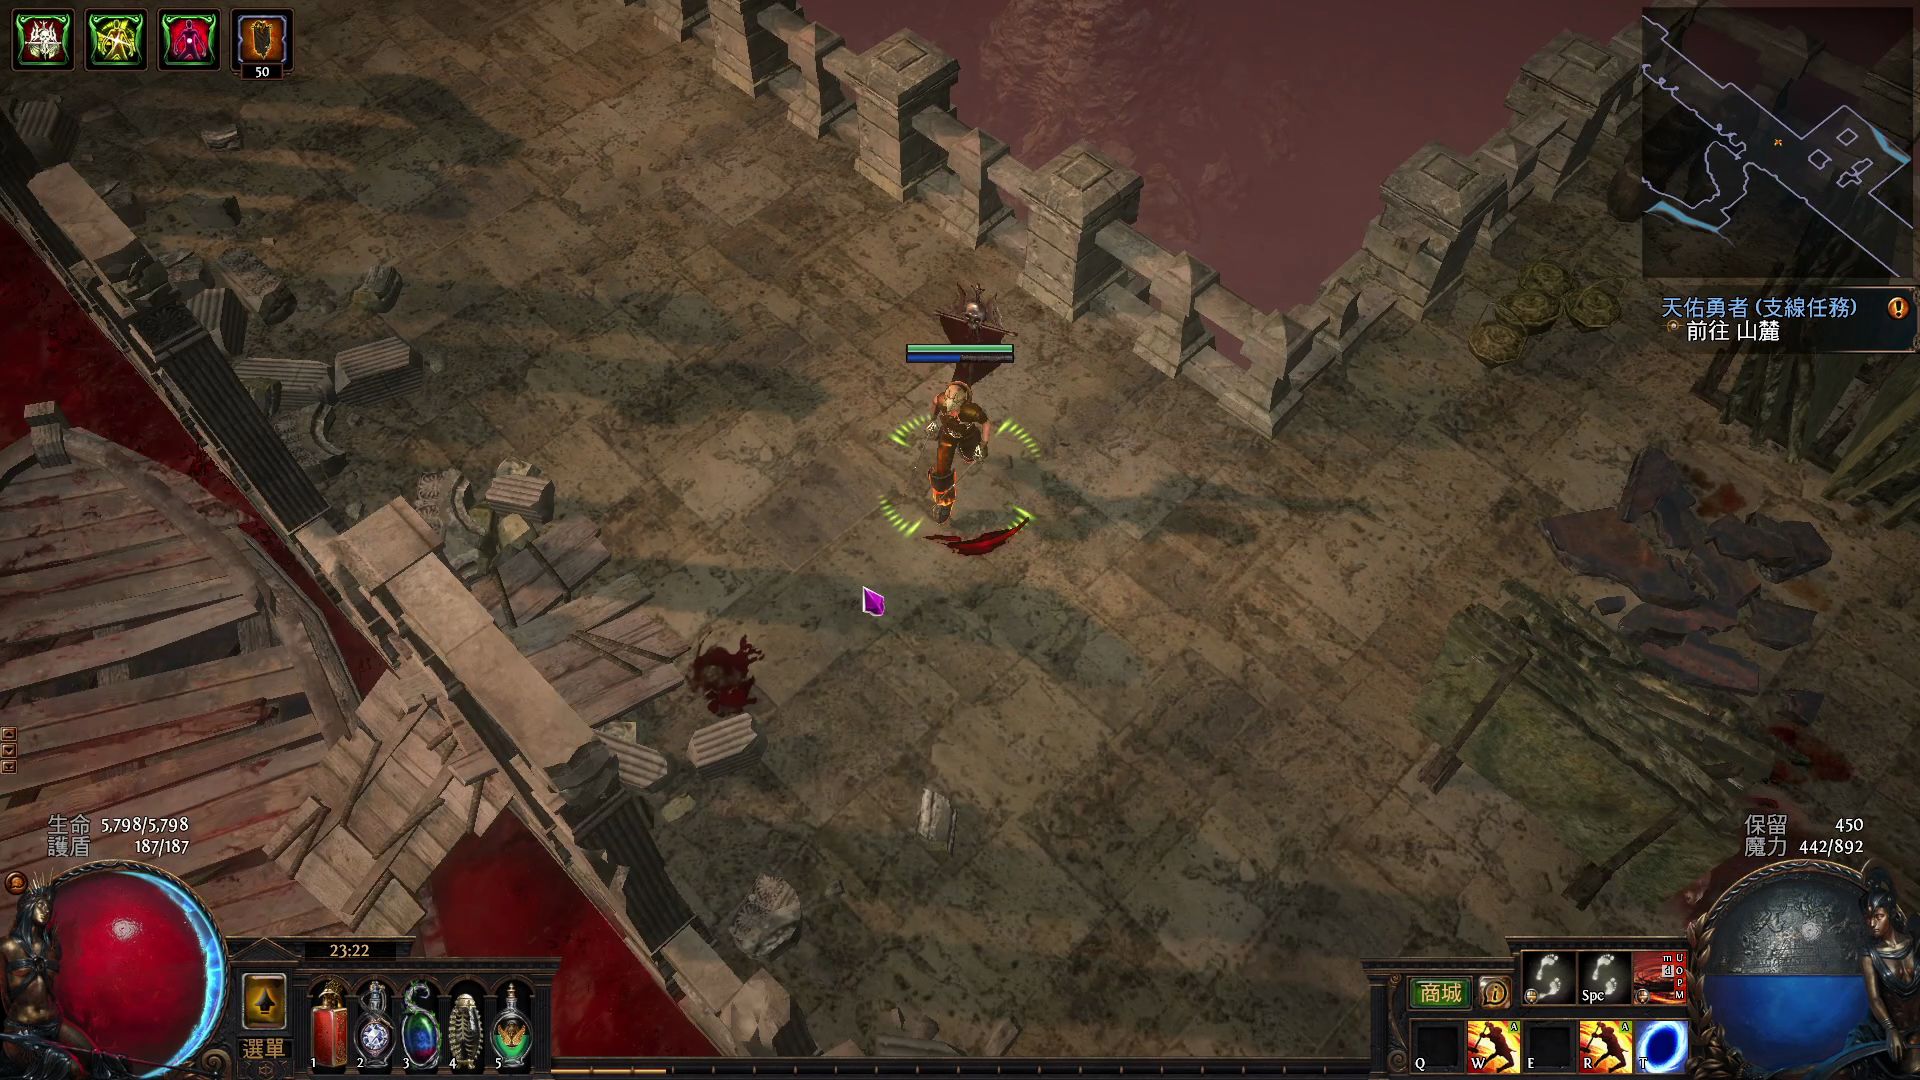 50
天佑勇者 (支線任務)
前往 山麓
生命 5,798/5,798
護盾 187/187
保留 450
魔力 442/892
23:22
選單
1
2
3
4
5
商城
Spc
Q
W
A
E
R
A
T